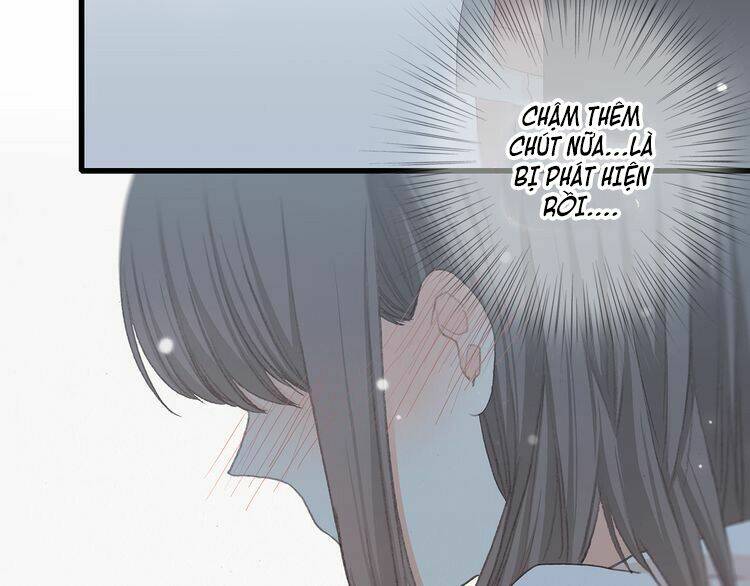 CHẬM THÊM
CHÚT NỮA...LÀ
BỊ PHÁT HIỆN
RỒI....